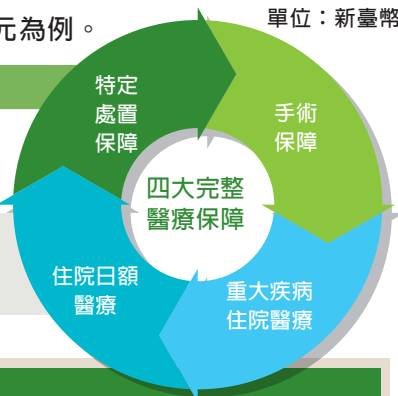 元為例。
單位：新臺幣
特定
處置
保障
手術
保障
四大完整
醫療保障
住院日額
醫療
重大疾病
住院醫療